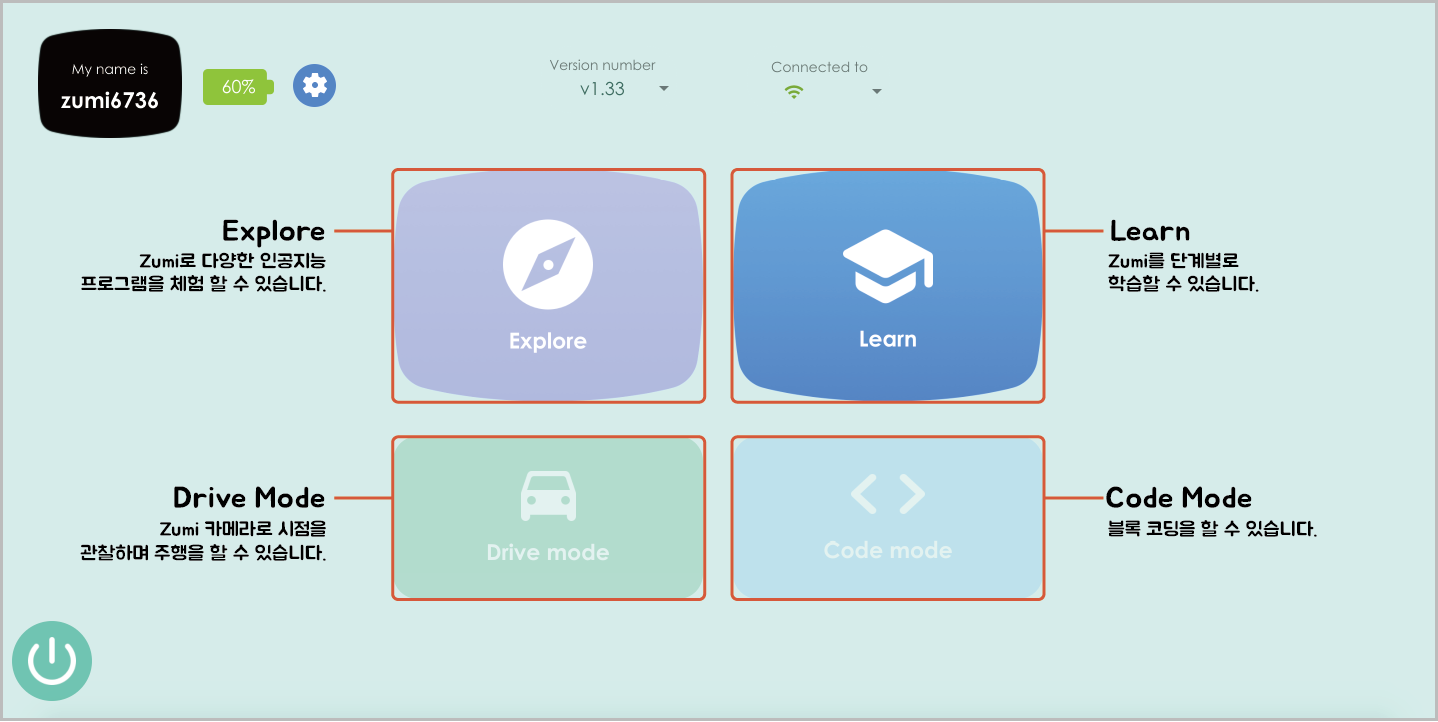 My name is
zumi6736
60%
Version number
v1.33
Connected to
Explore
Zumi로 다양한 인공지능
프로그램을 체험 할 수 있습니다.
Explore
Learn
Learn
Zumi를 단계별로
학습할 수 있습니다.
Drive Mode
Zumi 카메라로 시점을
관찰하며 주행을 할 수 있습니다.
Drive mode
Code mode
Code Mode
블록 코딩을 할 수 있습니다.